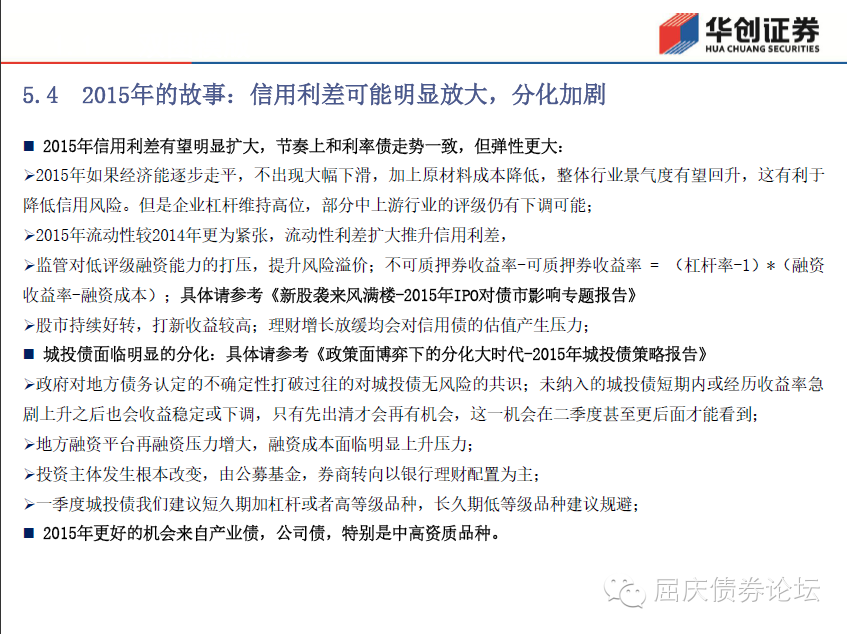 华创证券
HUA CHUANG SECURITIES
5.4 2015年的故事：信用利差可能明显放大，分化加剧
■ 2015年信用利差有望明显扩大，节奏上和利率债走势一致，但弹性更大：
➢2015年如果经济能逐步走平，不出现大幅下滑，加上原材料成本降低，整体行业景气度有望回升，这有利于
降低信用风险。但是企业杠杆维持高位，部分中上游行业的评级仍有下调可能；
➢2015年流动性较2014年更为紧张，流动性利差扩大推升信用利差，
➢监管对低评级融资能力的打压，提升风险溢价；不可质押券收益率-可质押券收益率 = （杠杆率-1）*（融资
收益率-融资成本）；具体请参考《新股袭来风满楼-2015年IPO对债市影响专题报告》
➢股市持续好转，打新收益较高；理财增长放缓均会对信用债的估值产生压力；
■ 城投债面临明显的分化：具体请参考《政策面博弈下的分化大时代-2015年城投债策略报告》
➢政府对地方债务认定的不确定性打破过往的对城投债无风险的共识；未纳入的城投债短期内或经历收益率急
剧上升之后也会收益稳定或下调，只有先出清才会再有机会，这一机会在二季度甚至更后面才能看到；
➢地方融资平台再融资压力增大，融资成本面临明显上升压力；
➢投资主体发生根本改变，由公募基金，券商转向以银行理财配置为主；
➢一季度城投债我们建议短久期加杠杆或者高等级品种，长久期低等级品种建议规避；
■ 2015年更好的机会来自产业债，公司债，特别是中高资质品种。
屈庆债券论坛